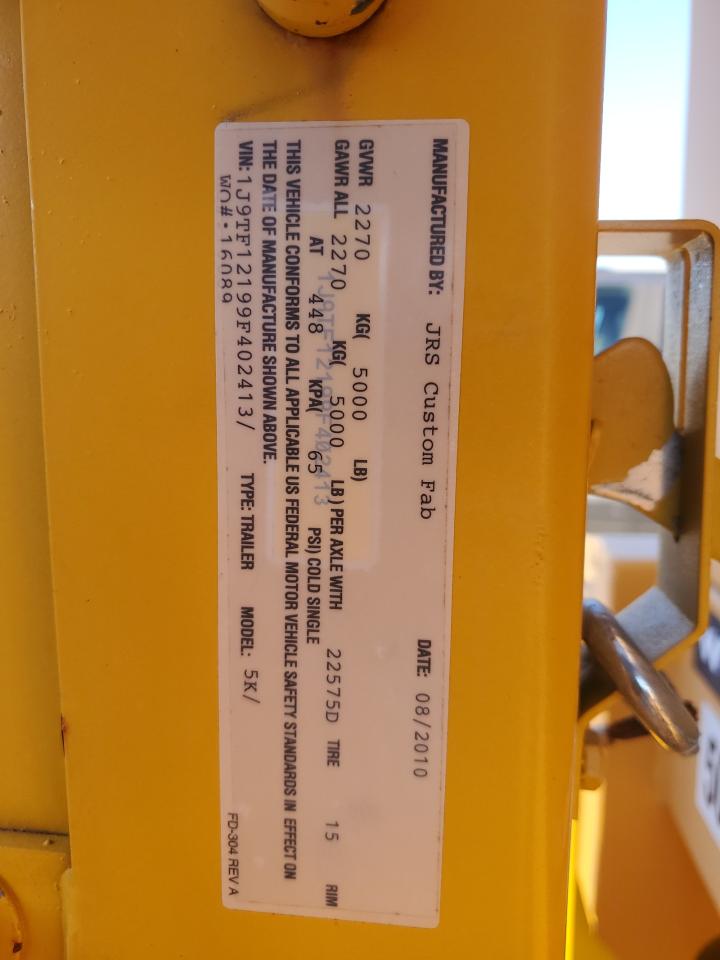 MANUFACTURED BY: JRS Custom Fab DATE: 08/2010
GVWR 2270 KG( 5000 LB)
GAWR ALL 2270 KG( 5000 LB) PER AXLE WITH 22575D TIRE 15 RIM
AT 448 KPA( 65 PSI) COLD SINGLE
1J9TF12199F402413
THIS VEHICLE CONFORMS TO ALL APPLICABLE US FEDERAL MOTOR VEHICLE SAFETY STANDARDS IN EFFECT ON
THE DATE OF MANUFACTURE SHOWN ABOVE.
VIN: 1J9TF12199F402413/ TYPE: TRAILER MODEL: 5K/
WO#:16089
FD-304 REV A